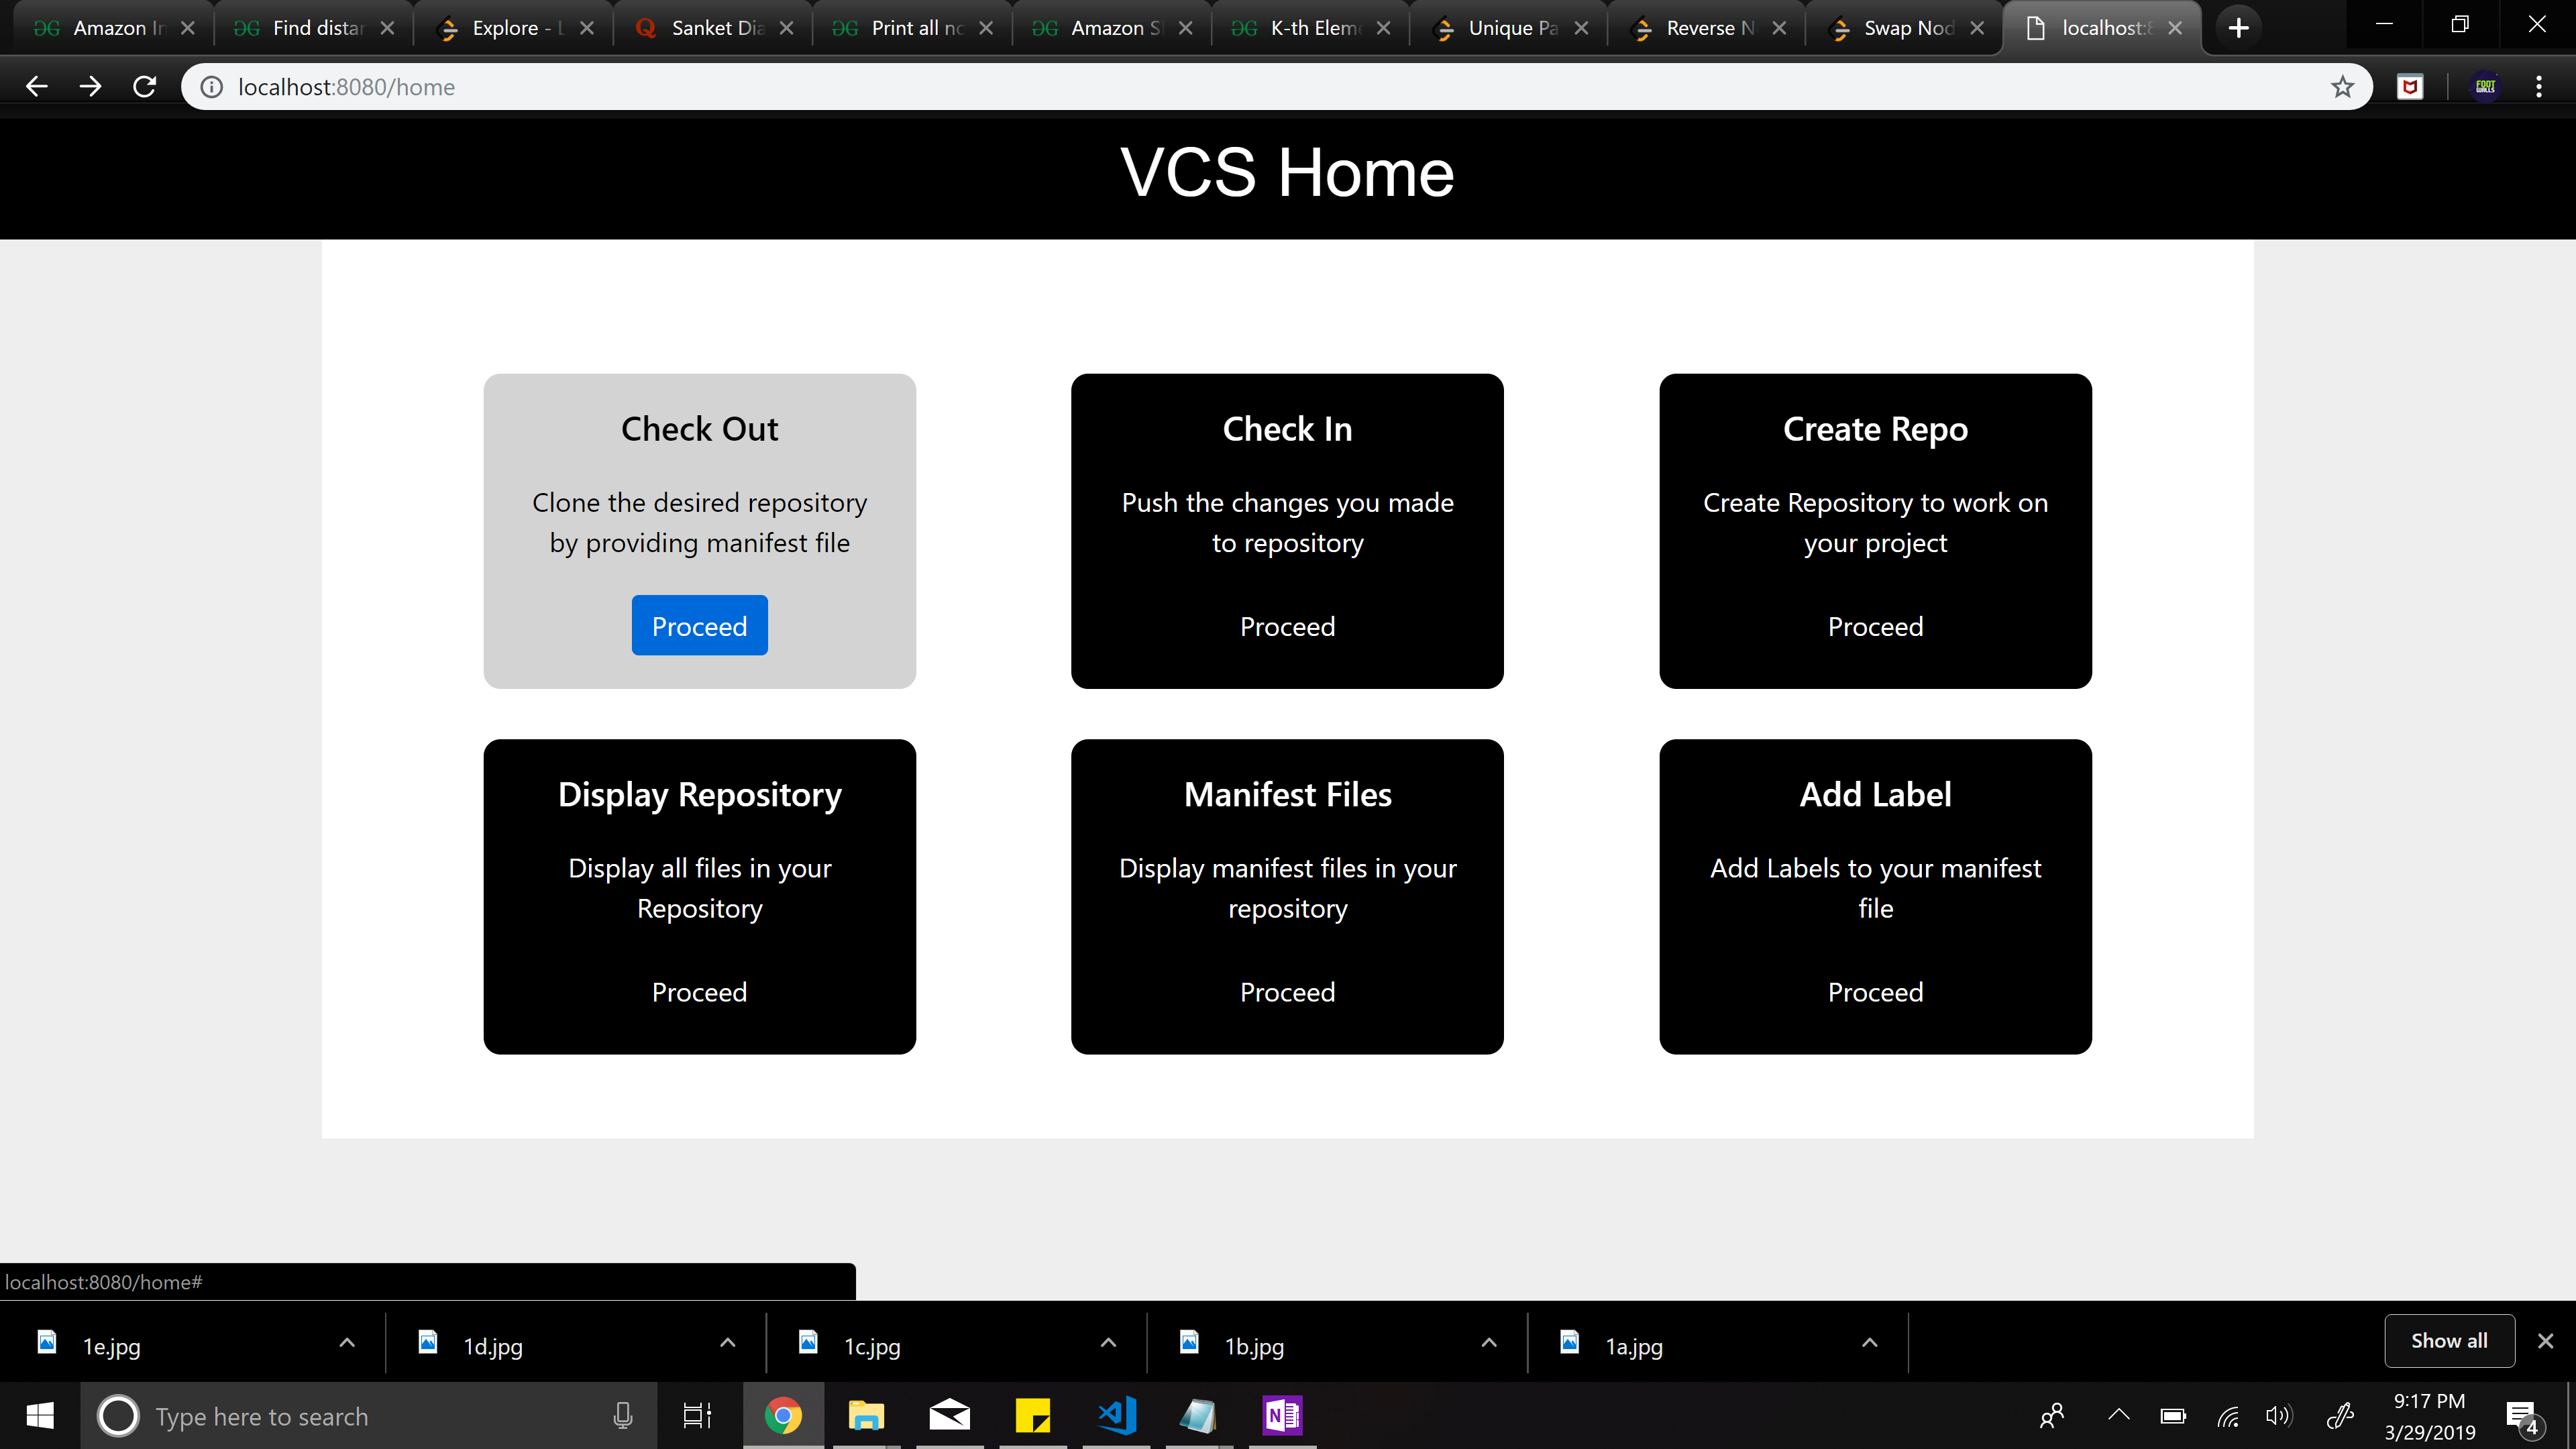 Amazon In
Find distar
Explore - L
Sanket Dia
Print all no
Amazon SI
K-th Eleme
Unique Pa
Reverse N
Swap Nod
localhost:8
localhost:8080/home
VCS Home
Check Out
Clone the desired repository
by providing manifest file
Proceed
Check In
Push the changes you made
to repository
Proceed
Create Repo
Create Repository to work on
your project
Proceed
Display Repository
Display all files in your
Repository
Proceed
Manifest Files
Display manifest files in your
repository
Proceed
Add Label
Add Labels to your manifest
file
Proceed
localhost:8080/home#
1e.jpg
1d.jpg
1c.jpg
1b.jpg
1a.jpg
Show all
Type here to search
9:17 PM
3/29/2019
4